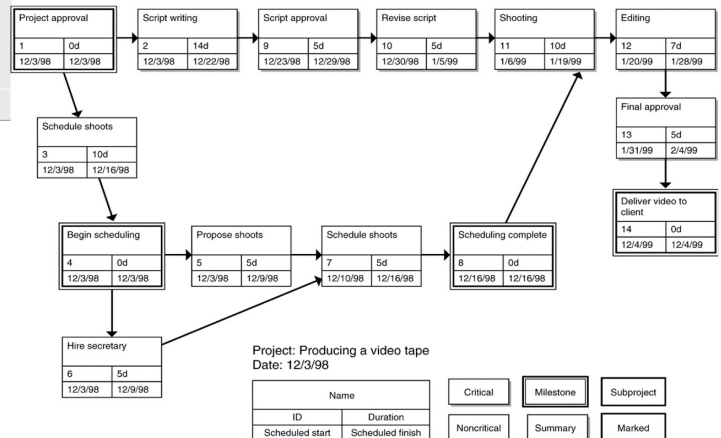 Project approval
1 0d
12/3/98 12/3/98
Script writing
2 14d
12/3/98 12/22/98
Script approval
9 5d
12/23/98 12/29/98
Revise script
10 5d
12/30/98 1/5/99
Shooting
11 10d
1/6/99 1/19/99
Editing
12 7d
1/20/99 1/28/99
Final approval
13 5d
1/31/99 2/4/99
Schedule shoots
3 10d
12/3/98 12/16/98
Deliver video to
client
14 0d
12/4/99 12/4/99
Begin scheduling
4 0d
12/3/98 12/3/98
Propose shoots
5 5d
12/3/98 12/9/98
Schedule shoots
7 5d
12/10/98 12/16/98
Scheduling complete
8 0d
12/16/98 12/16/98
Hire secretary
6 5d
12/3/98 12/9/98
Project: Producing a video tape
Date: 12/3/98
Name
ID Duration
Scheduled start Scheduled finish
Critical Milestone Subproject
Noncritical Summary Marked